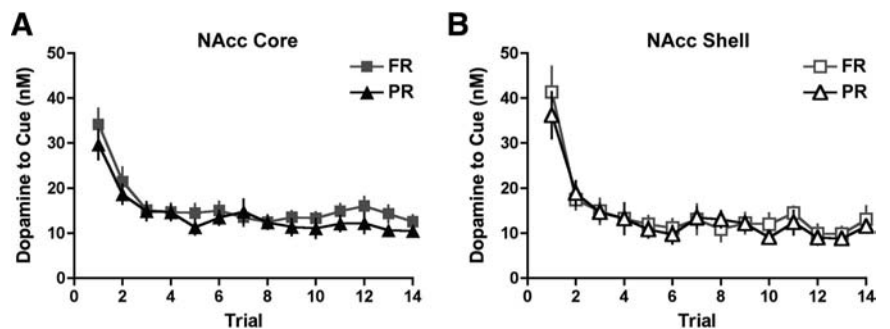 A
NAcc Core
FR
PR
Dopamine to Cue (nM)
50
40
30
20
10
0
0 2 4 6 8 10 12 14
Trial
B
NAcc Shell
FR
PR
Dopamine to Cue (nM)
50
40
30
20
10
0
0 2 4 6 8 10 12 14
Trial